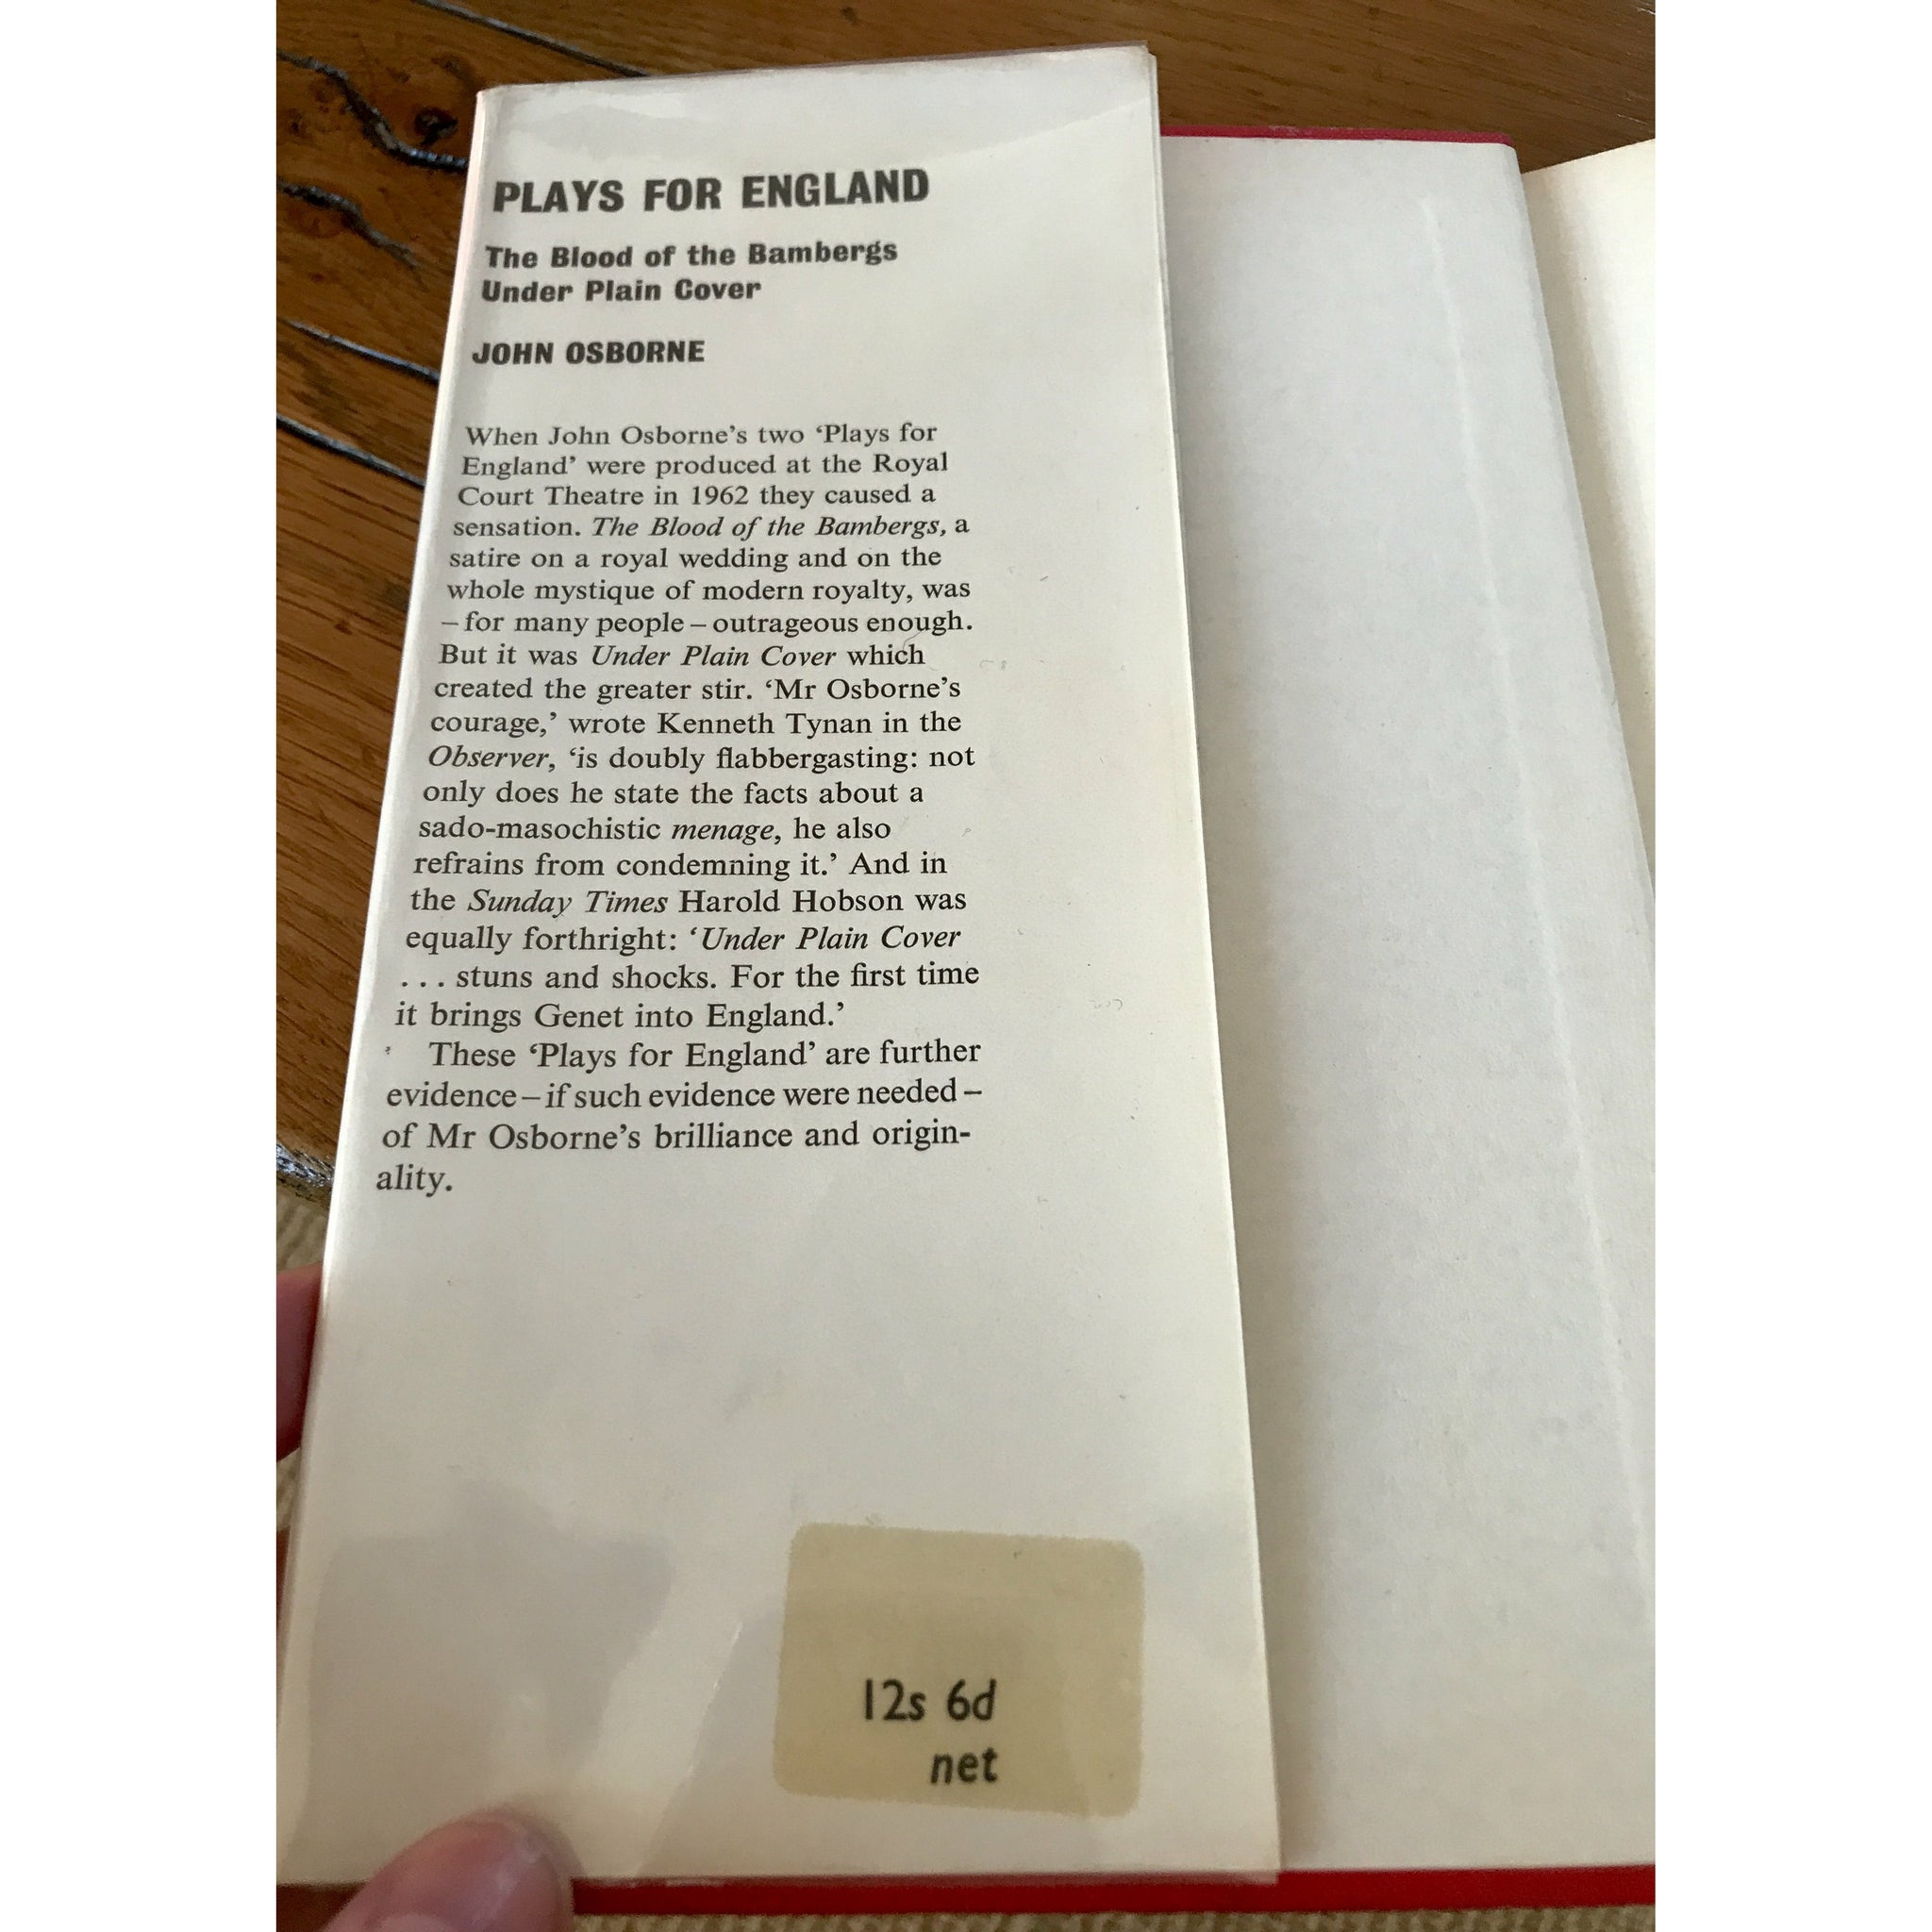 PLAYS FOR ENGLAND
The Blood of the Bambergs
Under Plain Cover
JOHN OSBORNE
When John Osborne's two ‘Plays for
England’ were produced at the Royal
Court Theatre in 1962 they caused a
sensation. The Blood of the Bambergs, a
satire on a royal wedding and on the
whole mystique of modern royalty, was
– for many people – outrageous enough.
But it was Under Plain Cover which
created the greater stir. ‘Mr Osborne's
courage,’ wrote Kenneth Tynan in the
Observer, ‘is doubly flabbergasting: not
only does he state the facts about a
sado-masochistic menage, he also
refrains from condemning it.’ And in
the Sunday Times Harold Hobson was
equally forthright: ‘Under Plain Cover
. . . stuns and shocks. For the first time
it brings Genet into England.’
These ‘Plays for England’ are further
evidence – if such evidence were needed –
of Mr Osborne's brilliance and origin-
ality.
12s 6d
net